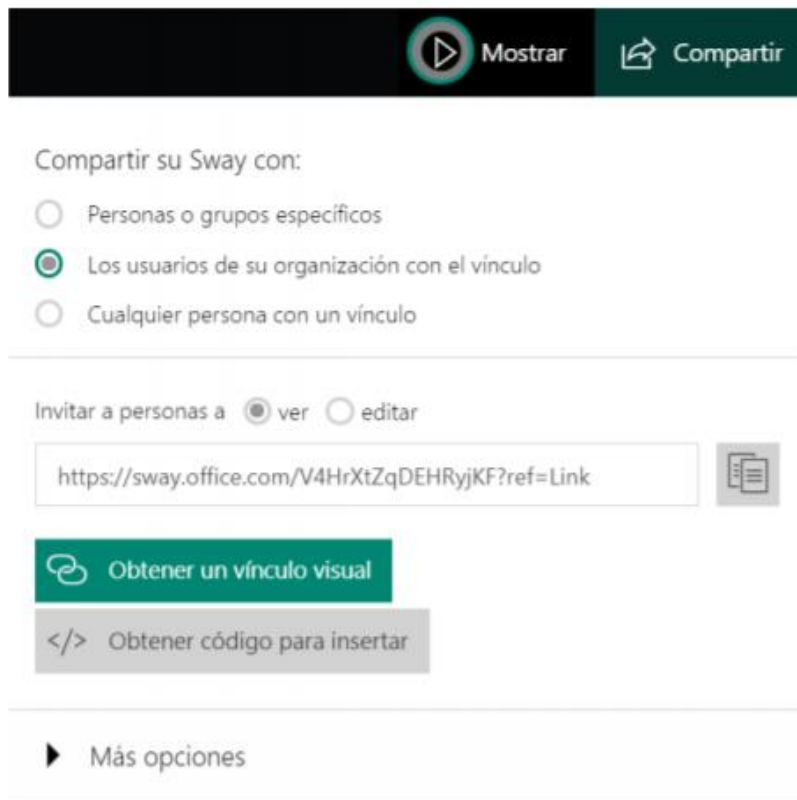 Mostrar
Compartir
Compartir su Sway con:
Personas o grupos específicos
Los usuarios de su organización con el vínculo
Cualquier persona con un vínculo
Invitar a personas a ver editar
https://sway.office.com/V4HrXtZqDEHRyjKF?ref=Link
Obtener un vínculo visual
</> Obtener código para insertar
Más opciones